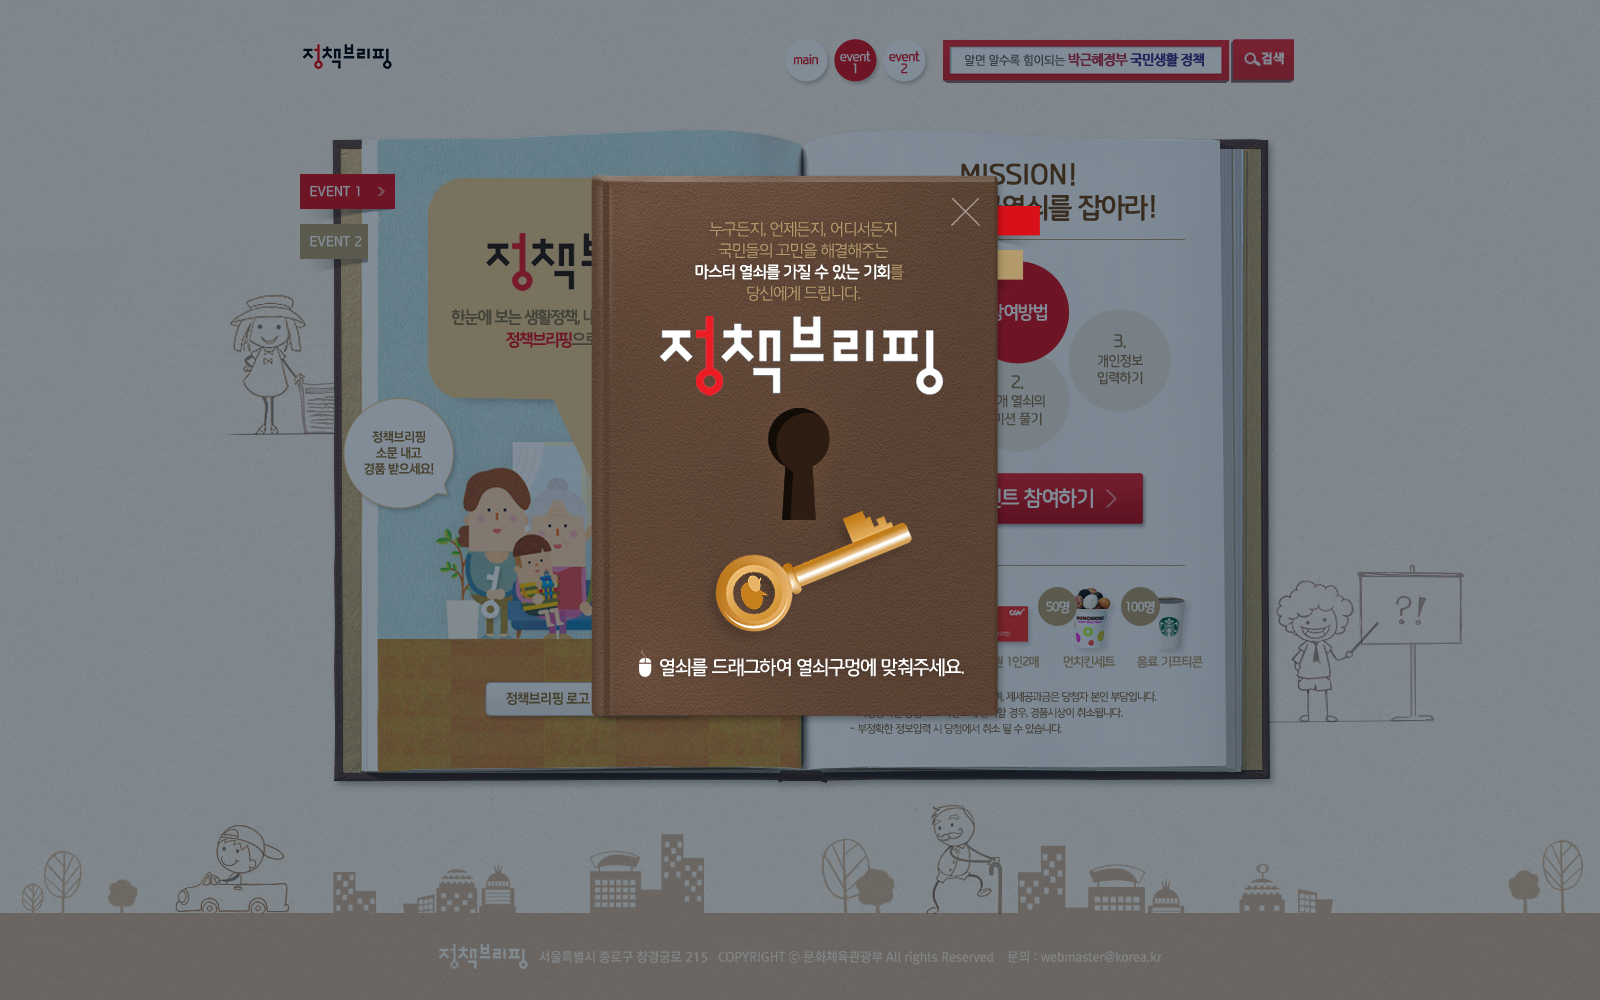 정책브리핑
main
event
1
event
2
알면 알수록 힘이되는 박근혜정부 국민생활 정책
검색
EVENT 1
EVENT 2
정책브
한눈에 보는 생활정책, 내
정책브리핑으로
정책브리핑
소문 내고
경품 받으세요!
정책브리핑 로고
누구든지, 언제든지, 어디서든지
국민들의 고민을 해결해주는
마스터 열쇠를 가질 수 있는 기회를
당신에게 드립니다.
정책브리핑
열쇠를 드래그하여 열쇠구멍에 맞춰주세요.
MISSION!
열쇠를 잡아라!
참여방법
2.
개 열쇠의
미션 풀기
3.
개인정보
입력하기
벤트 참여하기
CGV
50명
100명
권 1인2매
먼치킨세트
음료 기프티콘
며, 제세공과금은 당첨자 본인 부담입니다.
할 경우, 경품시상이 취소됩니다.
- 부정확한 정보입력 시 당첨에서 취소 될 수 있습니다.
?!
정책브리핑 서울특별시 종로구 창경궁로 215 COPYRIGHT ⓒ 문화체육관광부 All rights Reserved 문의 : webmaster@korea.kr